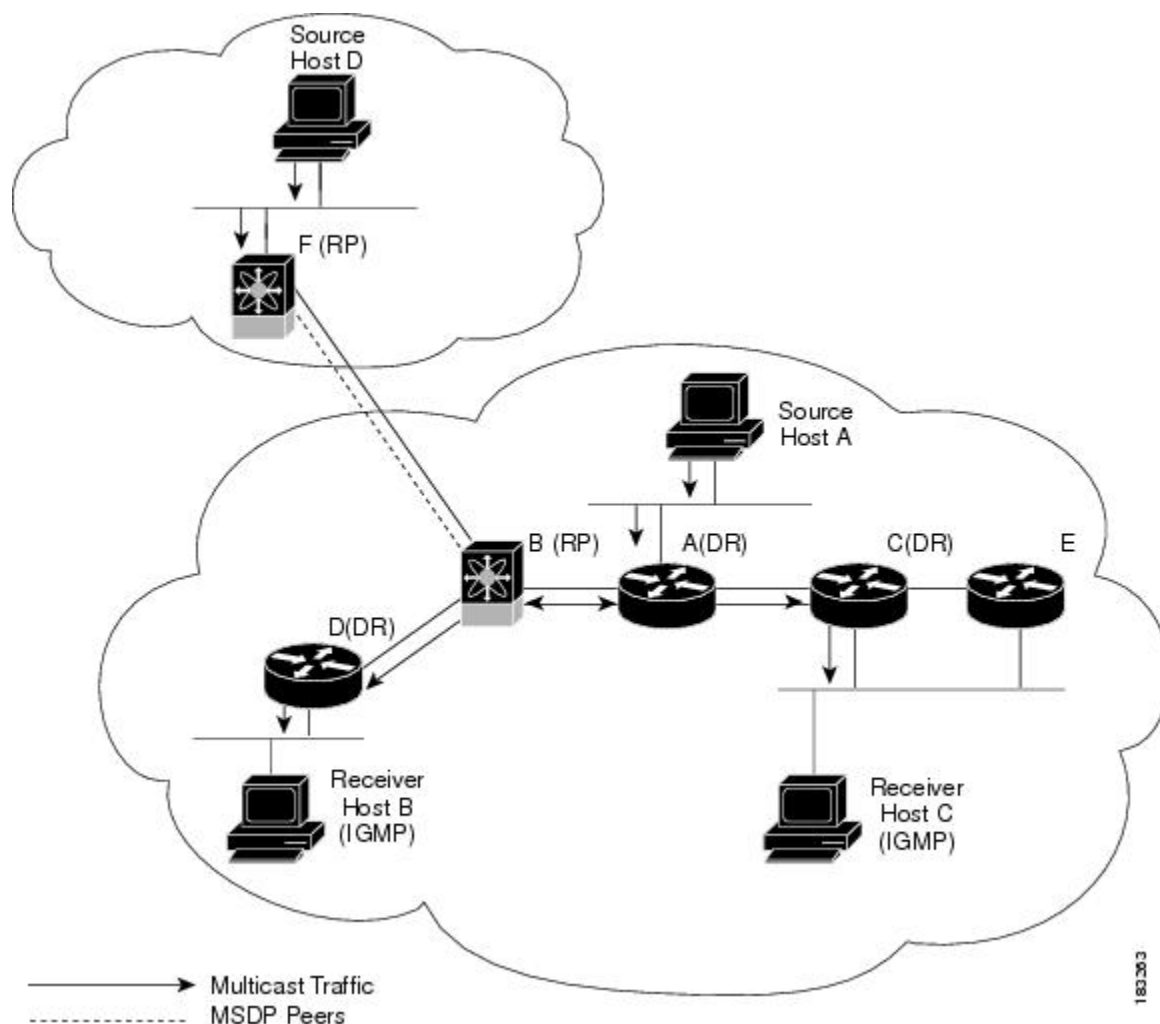 Source
Host D
F (RP)
Source
Host A
B (RP)
A(DR)
C(DR)
E
D(DR)
Receiver
Host B
(IGMP)
Receiver
Host C
(IGMP)
Multicast Traffic
MSDP Peers
183363